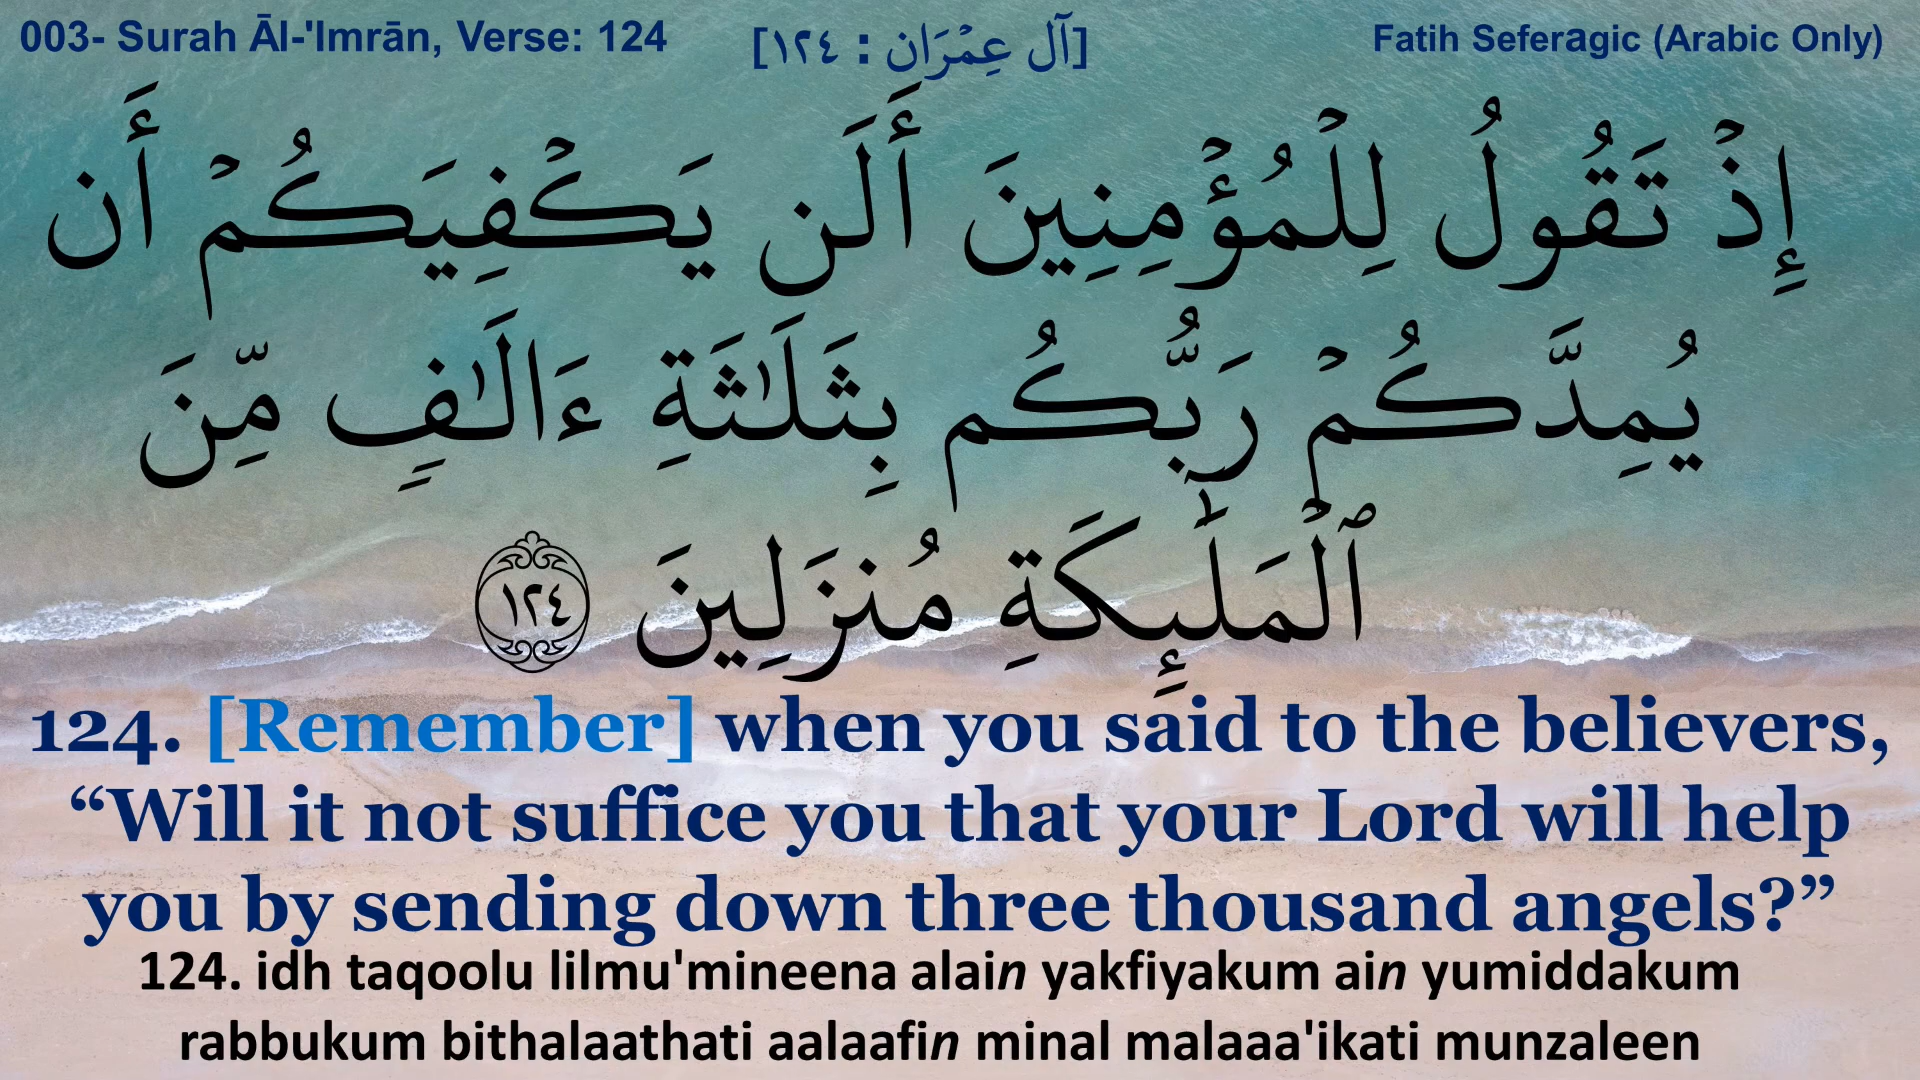 003- Surah Āl-'Imrān, Verse: 124
[آل عِمْرَان : ١٢٤]
Fatih Seferagic (Arabic Only)
إِذْ تَقُولُ لِلْمُؤْمِنِينَ أَلَن يَكْفِيَكُمْ أَن
يُمِدَّكُمْ رَبُّكُم بِثَلَـٰثَةِ ءَالَـٰفٍ مِّنَ
ٱلْمَلَـٰٓئِكَةِ مُنزَلِينَ ١٢٤
124. [Remember] when you said to the believers,
“Will it not suffice you that your Lord will help
you by sending down three thousand angels?”
124. idh taqoolu lilmu'mineena alain yakfiyakum ain yumiddakum
rabbukum bithalaathati aalaafin minal malaaa'ikati munzaleen